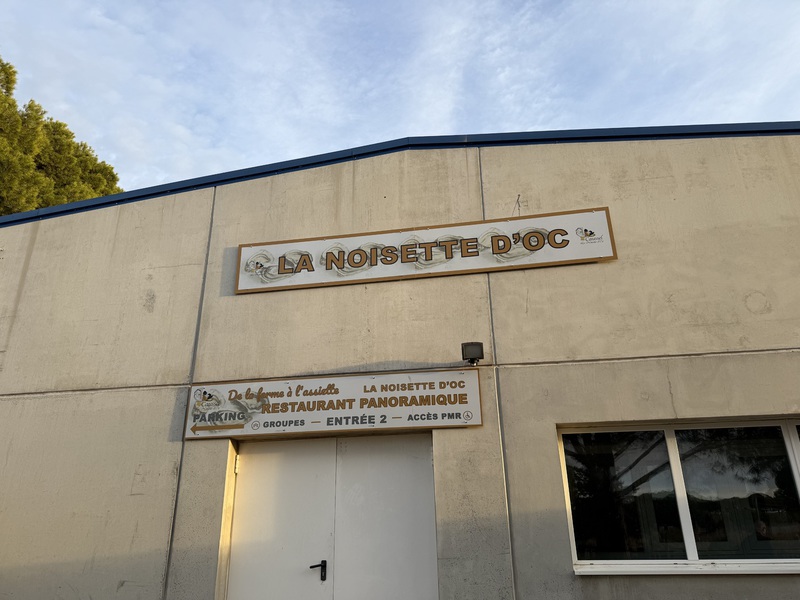 LA NOISETTE D'OC
De la ferme à l'assiette
LA NOISETTE D'OC
PARKING
RESTAURANT PANORAMIQUE
GROUPES — ENTRÉE 2 — ACCÈS PMR